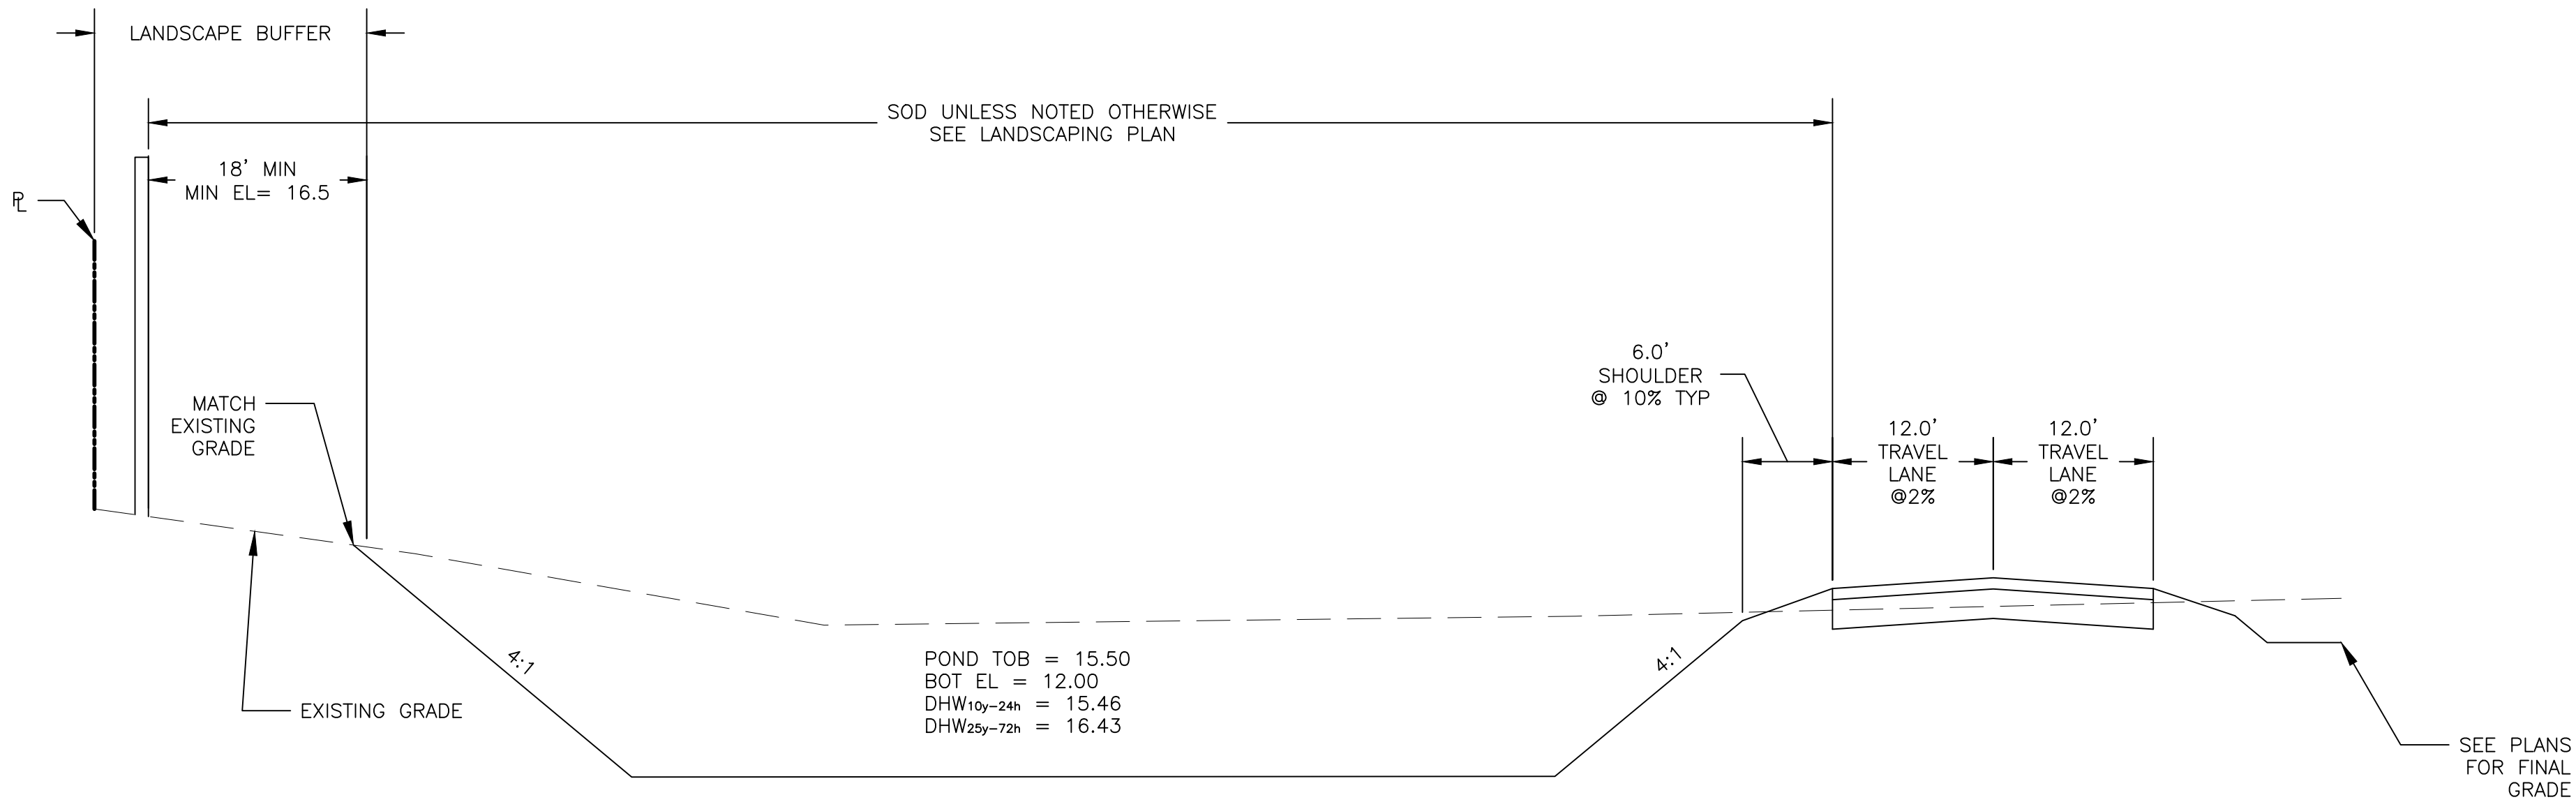 LANDSCAPE BUFFER
SOD UNLESS NOTED OTHERWISE
SEE LANDSCAPING PLAN
18' MIN
MIN EL= 16.5
PL
MATCH
EXISTING
GRADE
EXISTING GRADE
4:1
POND TOB = 15.50
BOT EL = 12.00
DHW10y-24h = 15.46
DHW25y-72h = 16.43
4:1
6.0'
SHOULDER
@ 10% TYP
12.0'
TRAVEL
LANE
@2%
12.0'
TRAVEL
LANE
@2%
SEE PLANS
FOR FINAL
GRADE